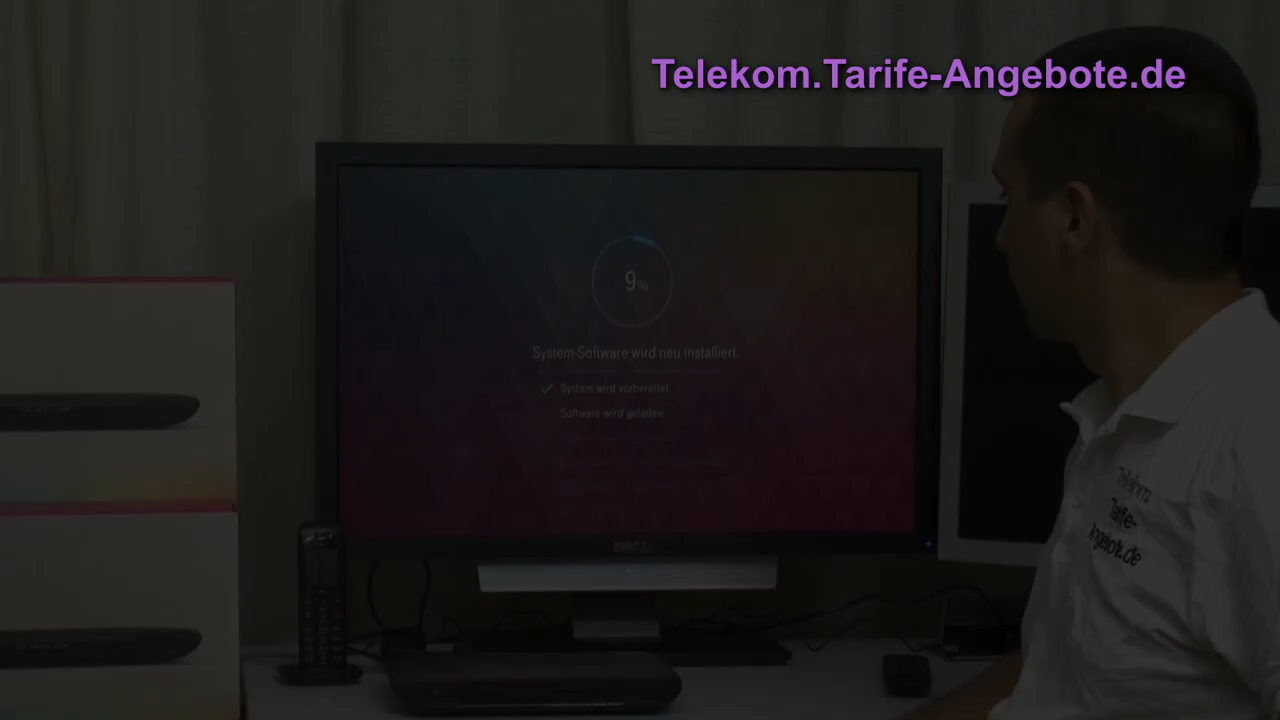 Telekom.Tarife-Angebote.de
9%
System-Software wird neu installiert.
System wird vorbereitet
Software wird geladen
Telekom.
Tarife-
Angebote.de